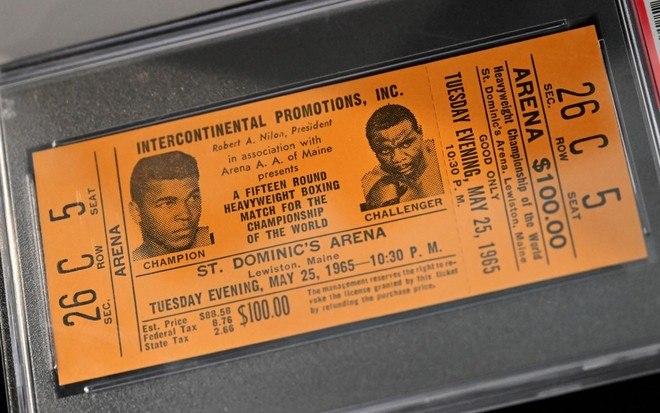 26 C 5
SEC. ROW SEAT
ARENA
INTERCONTINENTAL PROMOTIONS, INC.
Robert A. Nilon, President
in association with
Arena A. A. of Maine
presents
A FIFTEEN ROUND
HEAVYWEIGHT BOXING
MATCH FOR THE
CHAMPIONSHIP
OF THE WORLD
CHAMPION
CHALLENGER
ST. DOMINIC'S ARENA
Lewiston, Maine
TUESDAY EVENING, MAY 25, 1965—10:30 P. M.
Est. Price $88.58
Federal Tax 8.76
State Tax 2.66
$100.00
The management reserves the right to re-
voke the license granted by this ticket
by refunding the purchase price.
TUESDAY EVENING, MAY 25, 1965
10:30 P. M.
GOOD ONLY
St. Dominic's Arena, Lewiston, Maine
Heavyweight Championship of the World
ARENA $100.00
SEC. ROW SEAT
26 C 5